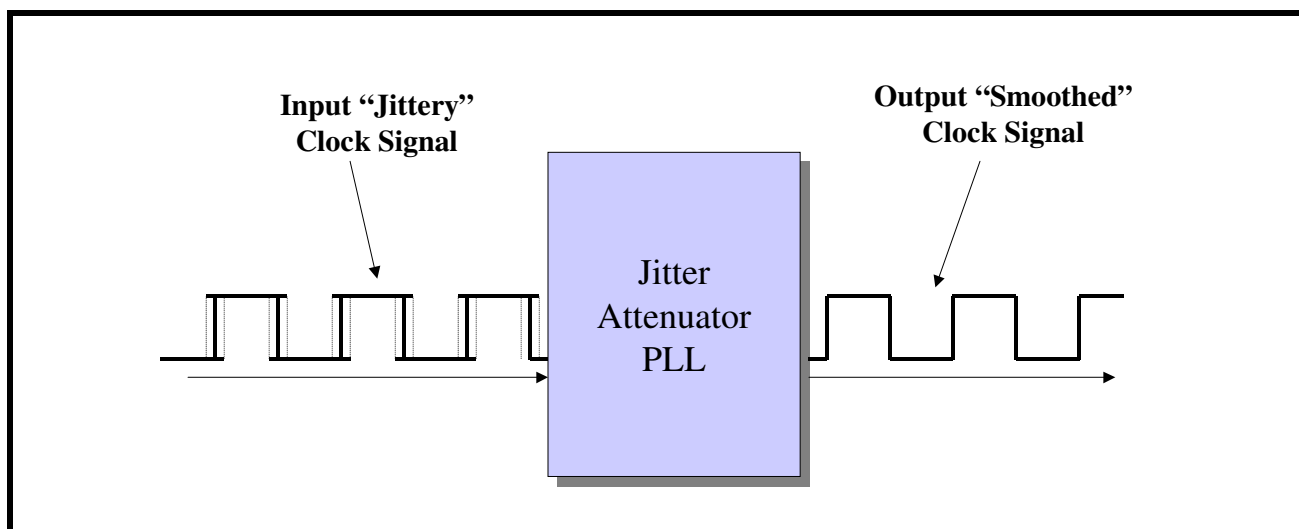 Input “Jittery”
Clock Signal
Output “Smoothed”
Clock Signal
Jitter
Attenuator
PLL